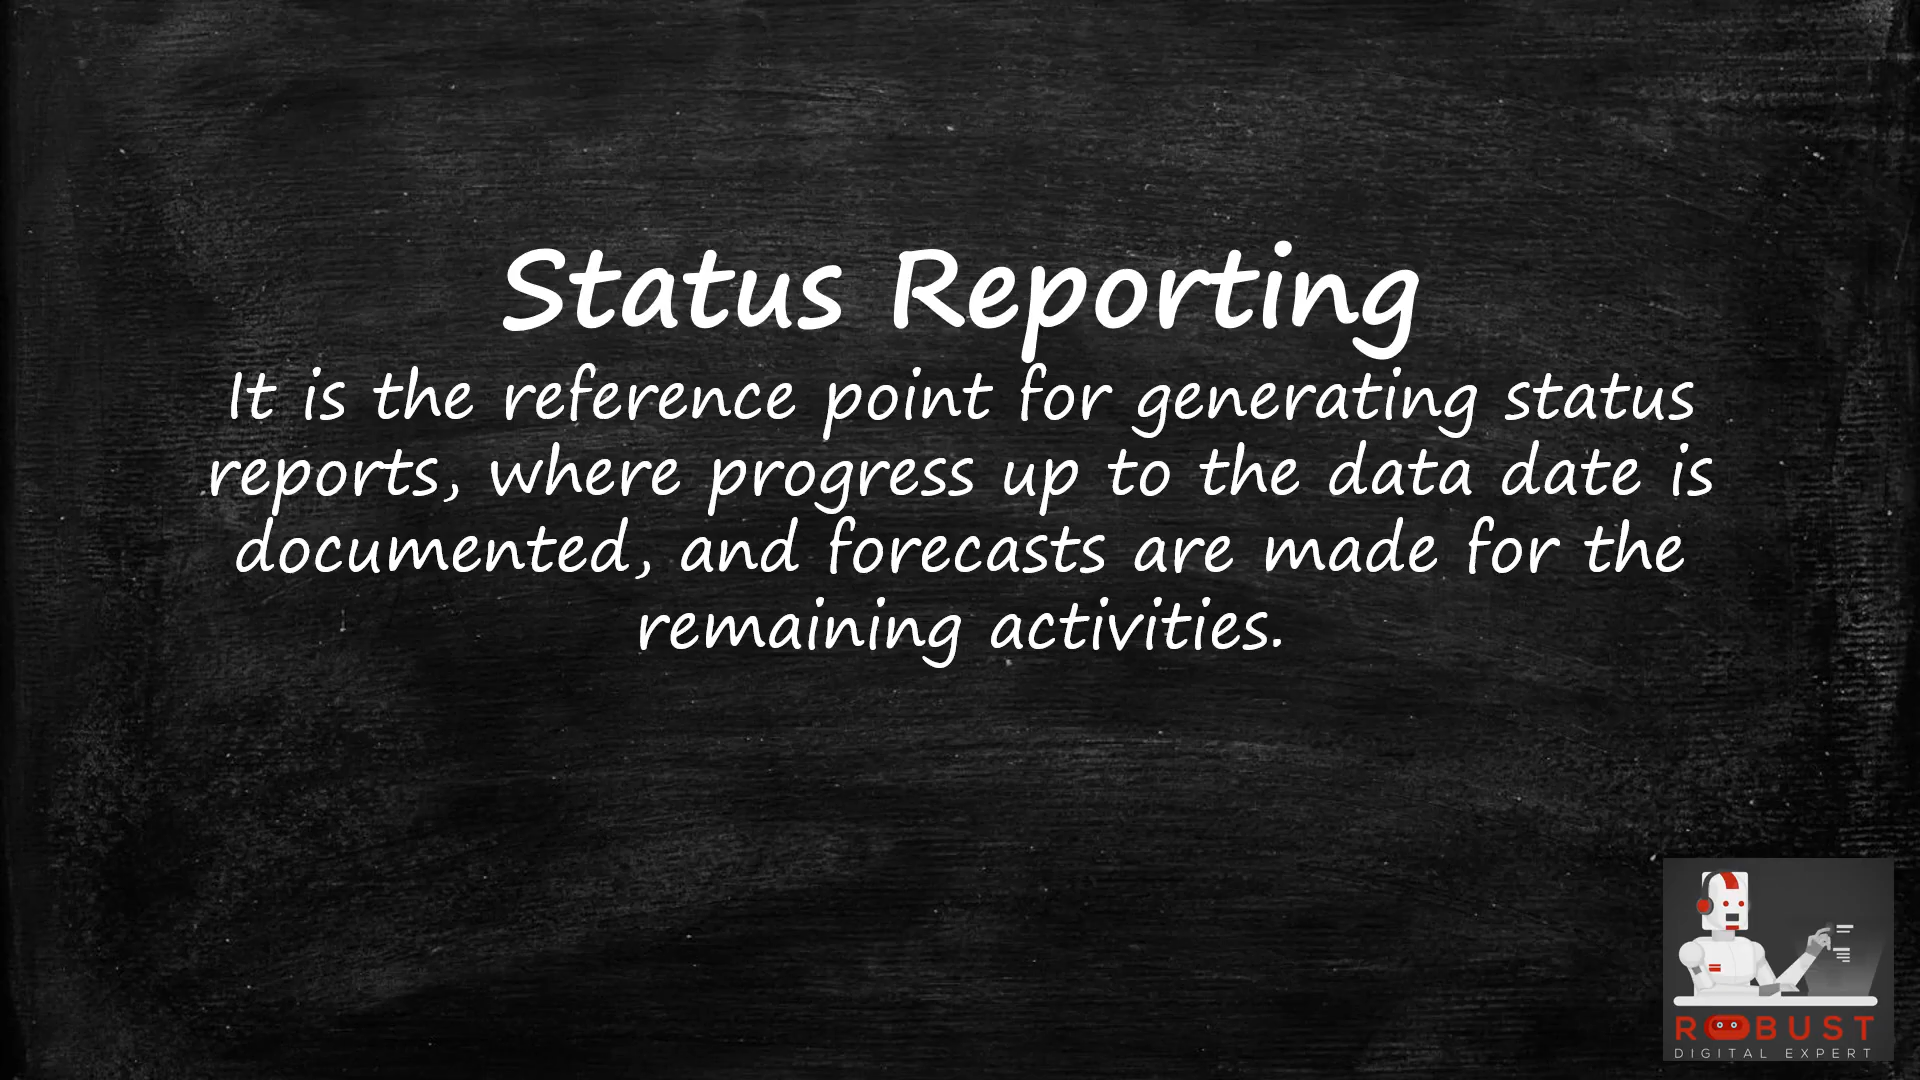 Status Reporting
It is the reference point for generating status
reports, where progress up to the data date is
documented, and forecasts are made for the
remaining activities.
ROBUST
DIGITAL EXPERT